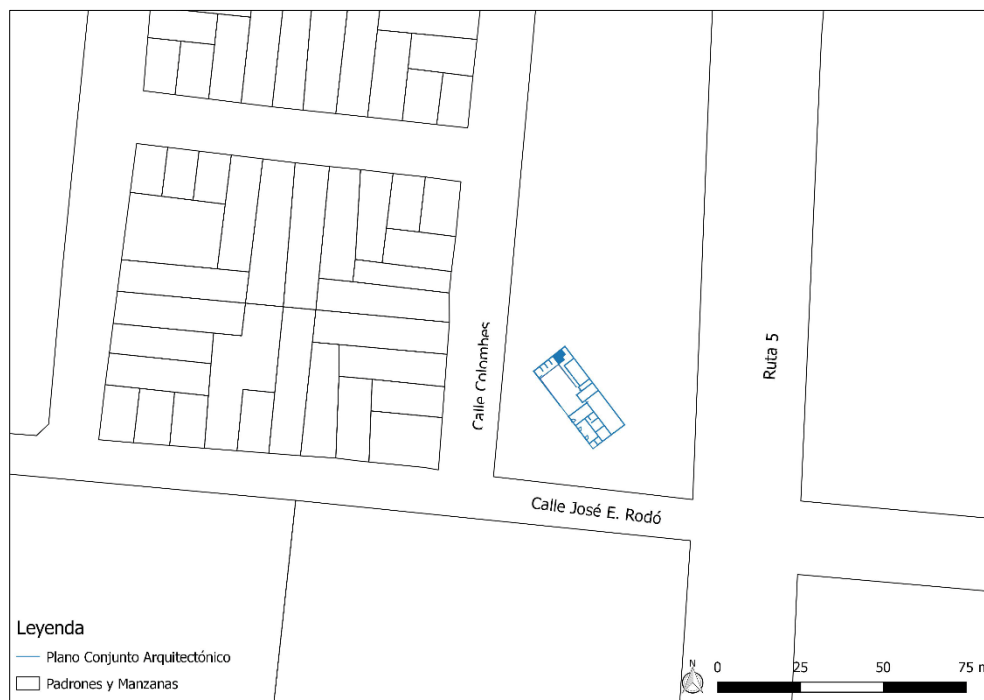 Calle Colombes
Ruta 5
Calle José E. Rodó
Leyenda
Plano Conjunto Arquitectónico
Padrones y Manzanas
N
0 25 50 75 m